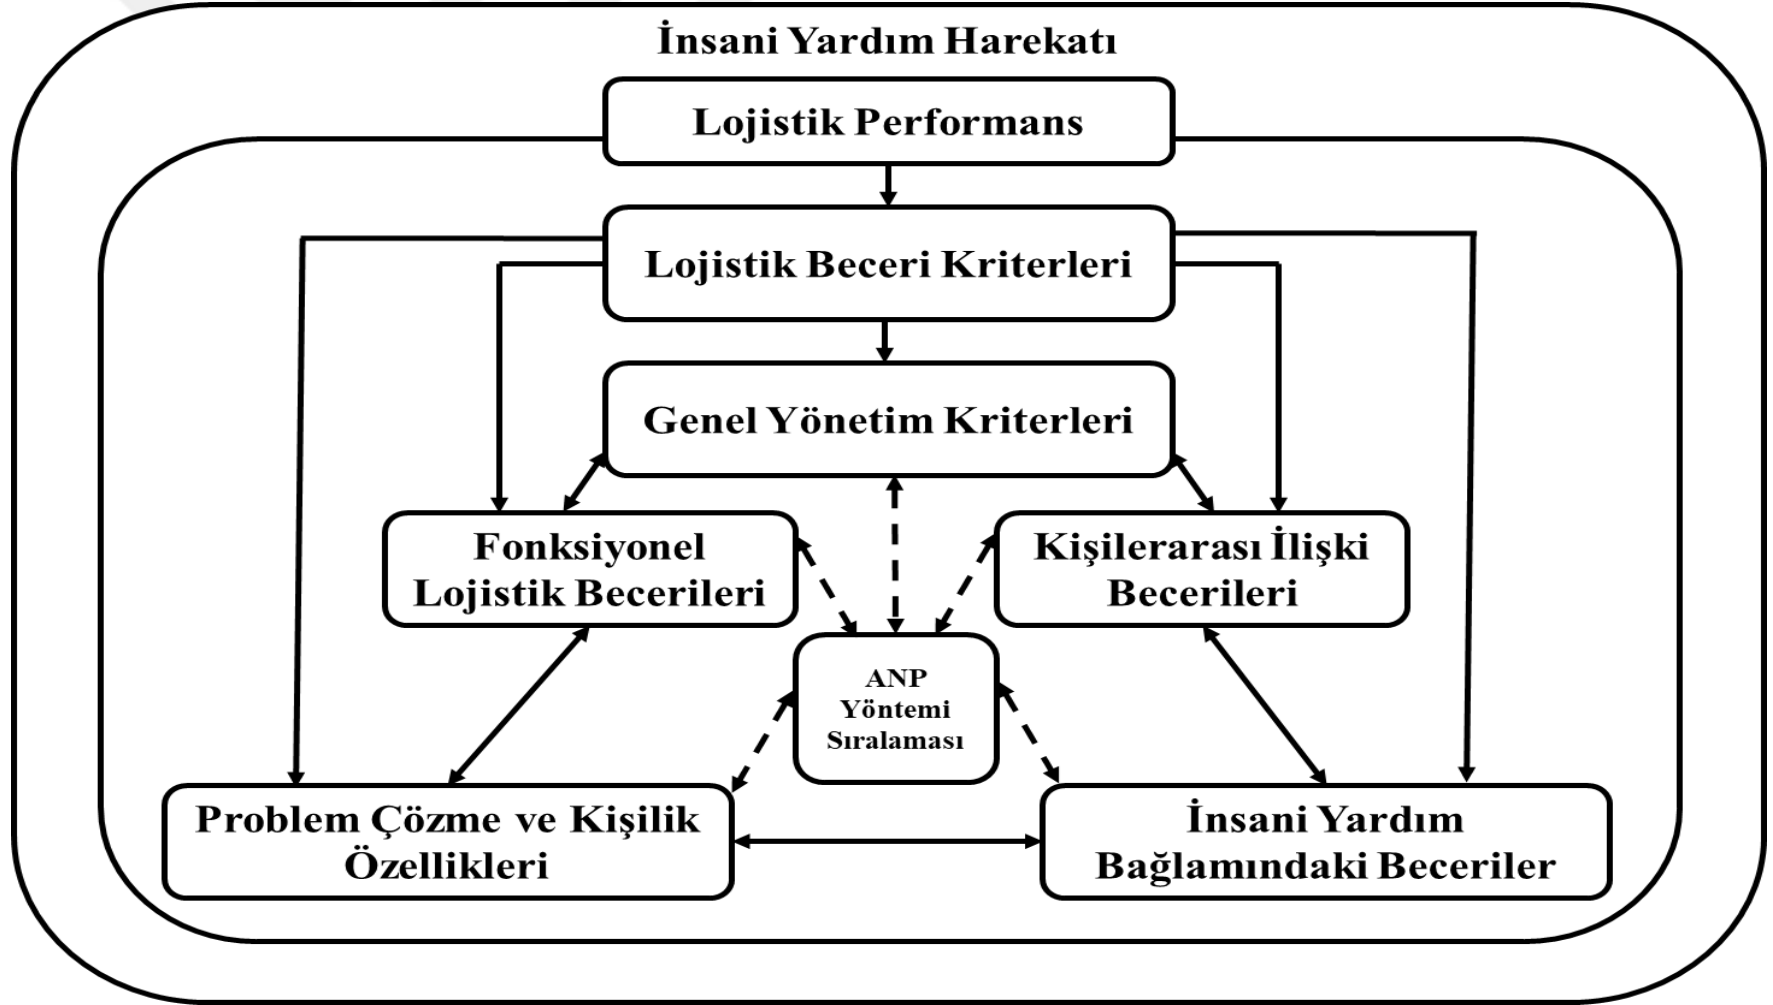 İnsani Yardım Harekatı
Lojistik Performans
Lojistik Beceri Kriterleri
Genel Yönetim Kriterleri
Fonksiyonel
Lojistik Becerileri
Kişilerarası İlişki
Becerileri
ANP
Yöntemi
Sıralaması
Problem Çözme ve Kişilik
Özellikleri
İnsani Yardım
Bağlamındaki Beceriler